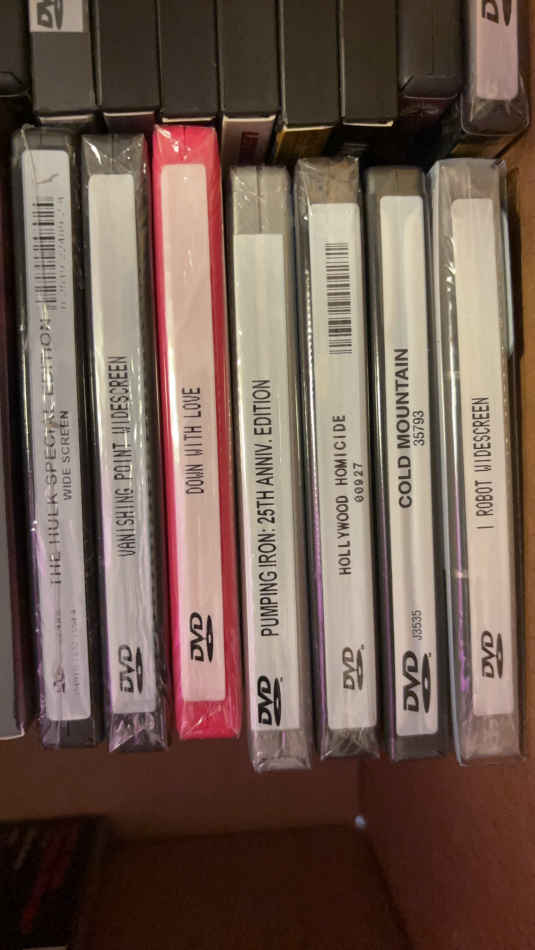 THE HULK SPECIAL EDITION
WIDE SCREEN
VANISHING POINT WIDESCREEN
DVD
DOWN WITH LOVE
DVD
PUMPING IRON: 25TH ANNIV. EDITION
DVD
HOLLYWOOD HOMICIDE
00927
DVD
COLD MOUNTAIN
35793
J3535
DVD
I ROBOT WIDESCREEN
DVD